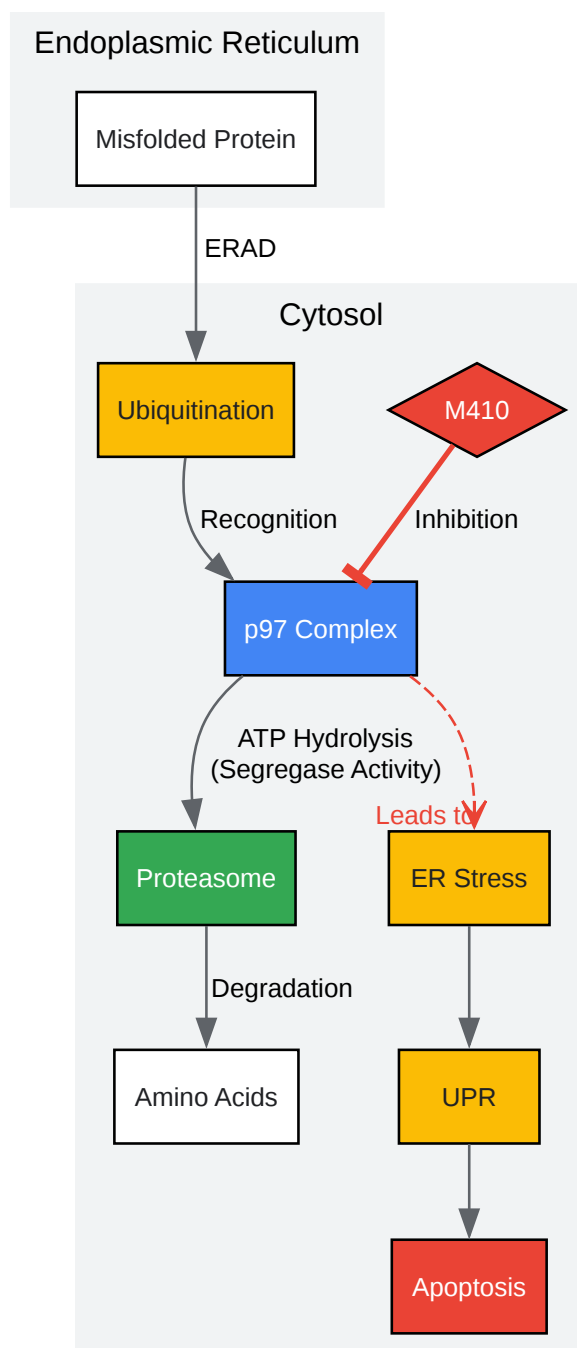 Endoplasmic Reticulum
Misfolded Protein
ERAD
Cytosol
Ubiquitination
M410
Recognition
Inhibition
p97 Complex
ATP Hydrolysis
(Segregase Activity)
Leads to
Proteasome
ER Stress
Degradation
Amino Acids
UPR
Apoptosis